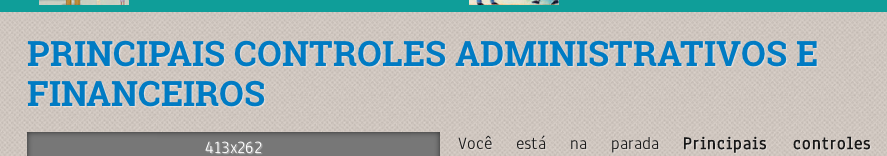 PRINCIPAIS CONTROLES ADMINISTRATIVOS E
FINANCEIROS
413x262
Você está na parada Principais controles